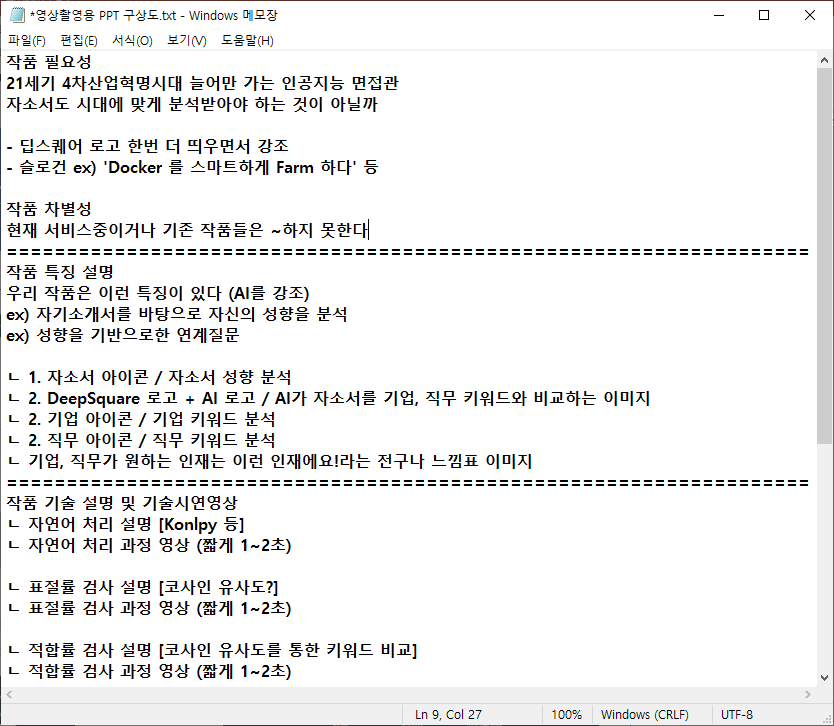 *영상촬영용 PPT 구상도.txt - Windows 메모장
파일(F) 편집(E) 서식(O) 보기(V) 도움말(H)
작품 필요성
21세기 4차산업혁명시대 늘어만 가는 인공지능 면접관
자소서도 시대에 맞게 분석받아야 하는 것이 아닐까
- 딥스퀘어 로고 한번 더 띄우면서 강조
- 슬로건 ex) 'Docker 를 스마트하게 Farm 하다' 등
작품 차별성
현재 서비스중이거나 기존 작품들은 ~하지 못한다
===================================================================
작품 특징 설명
우리 작품은 이런 특징이 있다 (AI를 강조)
ex) 자기소개서를 바탕으로 자신의 성향을 분석
ex) 성향을 기반으로한 연계질문
ㄴ 1. 자소서 아이콘 / 자소서 성향 분석
ㄴ 2. DeepSquare 로고 + AI 로고 / AI가 자소서를 기업, 직무 키워드와 비교하는 이미지
ㄴ 2. 기업 아이콘 / 기업 키워드 분석
ㄴ 2. 직무 아이콘 / 직무 키워드 분석
ㄴ 기업, 직무가 원하는 인재는 이런 인재에요!라는 전구나 느낌표 이미지
===================================================================
작품 기술 설명 및 기술시연영상
ㄴ 자연어 처리 설명 [Konlpy 등]
ㄴ 자연어 처리 과정 영상 (짧게 1~2초)
ㄴ 표절률 검사 설명 [코사인 유사도?]
ㄴ 표절률 검사 과정 영상 (짧게 1~2초)
ㄴ 적합률 검사 설명 [코사인 유사도를 통한 키워드 비교]
ㄴ 적합률 검사 과정 영상 (짧게 1~2초)
Ln 9, Col 27 100% Windows (CRLF) UTF-8